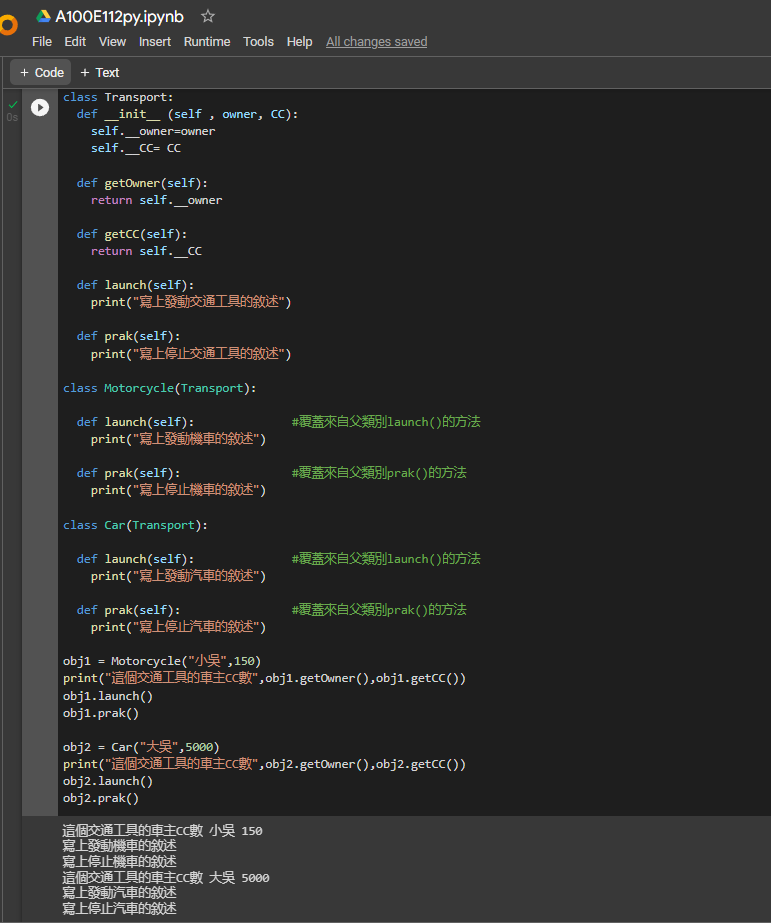 A100E112py.ipynb
File Edit View Insert Runtime Tools Help All changes saved
+ Code + Text
0s
class Transport:
  def __init__ (self , owner, CC):
    self.__owner=owner
    self.__CC= CC
  def getOwner(self):
    return self.__owner
  def getCC(self):
    return self.__CC
  def launch(self):
    print("寫上發動交通工具的敘述")
  def prak(self):
    print("寫上停止交通工具的敘述")
class Motorcycle(Transport):
  def launch(self): #覆蓋來自父類別launch()的方法
    print("寫上發動機車的敘述")
  def prak(self): #覆蓋來自父類別prak()的方法
    print("寫上停止機車的敘述")
class Car(Transport):
  def launch(self): #覆蓋來自父類別launch()的方法
    print("寫上發動汽車的敘述")
  def prak(self): #覆蓋來自父類別prak()的方法
    print("寫上停止汽車的敘述")
obj1 = Motorcycle("小吳",150)
print("這個交通工具的車主CC數",obj1.getOwner(),obj1.getCC())
obj1.launch()
obj1.prak()
obj2 = Car("大吳",5000)
print("這個交通工具的車主CC數",obj2.getOwner(),obj2.getCC())
obj2.launch()
obj2.prak()
這個交通工具的車主CC數 小吳 150
寫上發動機車的敘述
寫上停止機車的敘述
這個交通工具的車主CC數 大吳 5000
寫上發動汽車的敘述
寫上停止汽車的敘述